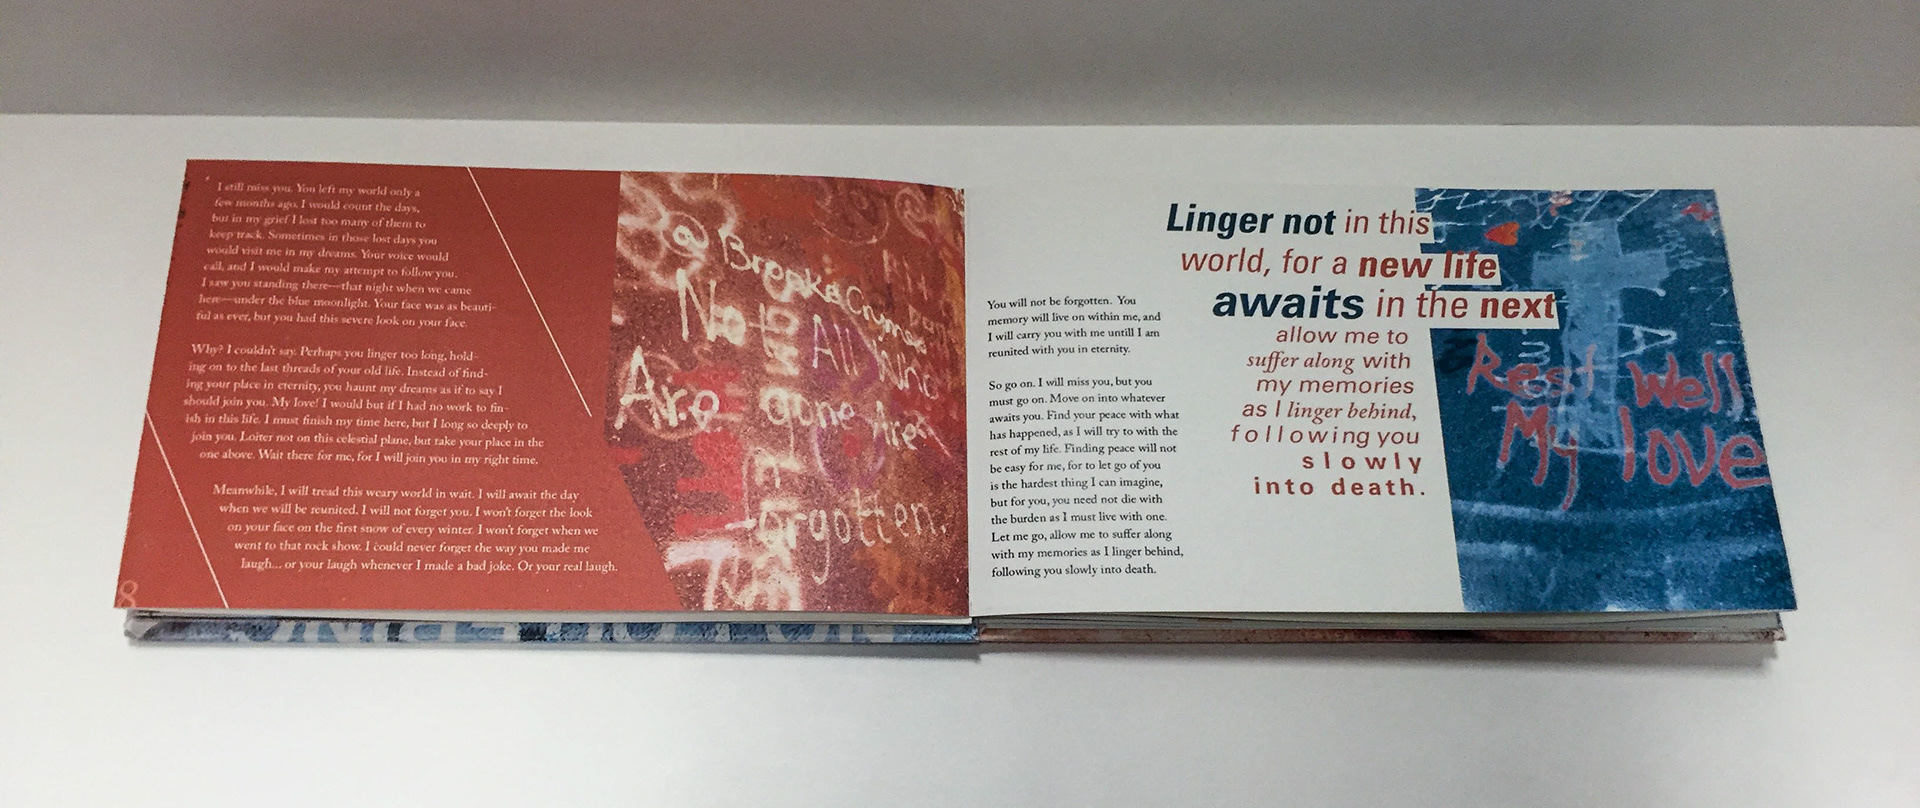 I still miss you. You left my world only a
few months ago. I would count the days,
but in my grief I lost too many of them to
keep track. Sometimes in those lost days you
would visit me in my dreams. Your voice would
call, and I would make my attempt to follow you.
I saw you standing there—that night when we came
here—under the blue moonlight. Your face was as beauti-
ful as ever, but you had this severe look on your face.
Why? I couldn't say. Perhaps you linger too long, hold-
ing on to the last threads of your old life. Instead of find-
ing your place in eternity, you haunt my dreams as if to say I
should join you. My love! I would but if I had no work to fin-
ish in this life. I must finish my time here, but I long so deeply to
join you. Loiter not on this celestial plane, but take your place in the
one above. Wait there for me, for I will join you in my right time.
Meanwhile, I will tread this weary world in wait. I will await the day
when we will be reunited. I will not forget you. I won't forget the look
on your face on the first snow of every winter. I won't forget when we
went to that rock show. I could never forget the way you made me
laugh... or your laugh whenever I made a bad joke. Or your real laugh.
8
Not All Who
Are gone Are
forgotten.
You will not be forgotten. You
memory will live on within me, and
I will carry you with me untill I am
reunited with you in eternity.
So go on. I will miss you, but you
must go on. Move on into whatever
awaits you. Find your peace with what
has happened, as I will try to with the
rest of my life. Finding peace will not
be easy for me, for to let go of you
is the hardest thing I can imagine,
but for you, you need not die with
the burden as I must live with one.
Let me go, allow me to suffer along
with my memories as I linger behind,
following you slowly into death.
Linger not in this
world, for a new life
awaits in the next
allow me to
suffer along with
my memories
as I linger behind,
following you
slowly
into death.
Rest Well
My love